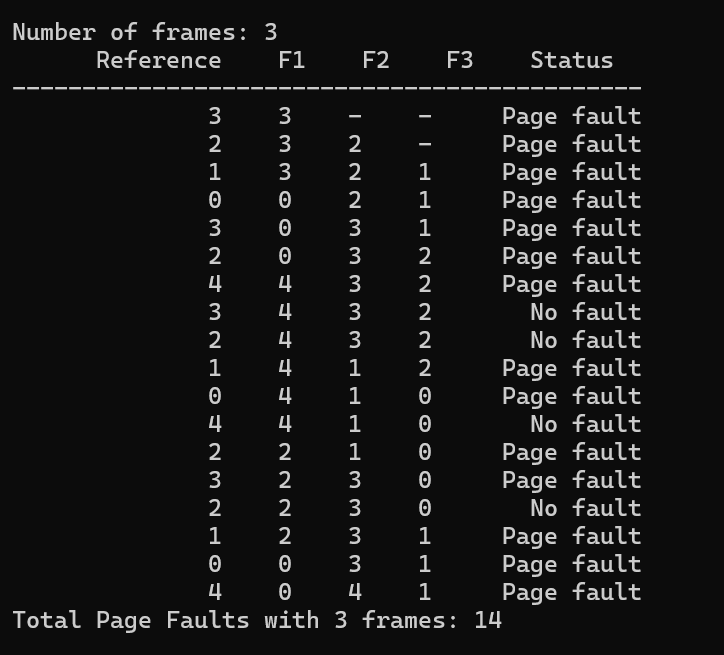 Number of frames: 3
Reference F1 F2 F3 Status
---------------------------------------------
3 3 - - Page fault
2 3 2 - Page fault
1 3 2 1 Page fault
0 0 2 1 Page fault
3 0 3 1 Page fault
2 0 3 2 Page fault
4 4 3 2 Page fault
3 4 3 2 No fault
2 4 3 2 No fault
1 4 1 2 Page fault
0 4 1 0 Page fault
4 4 1 0 No fault
2 2 1 0 Page fault
3 2 3 0 Page fault
2 2 3 0 No fault
1 2 3 1 Page fault
0 0 3 1 Page fault
4 0 4 1 Page fault
Total Page Faults with 3 frames: 14